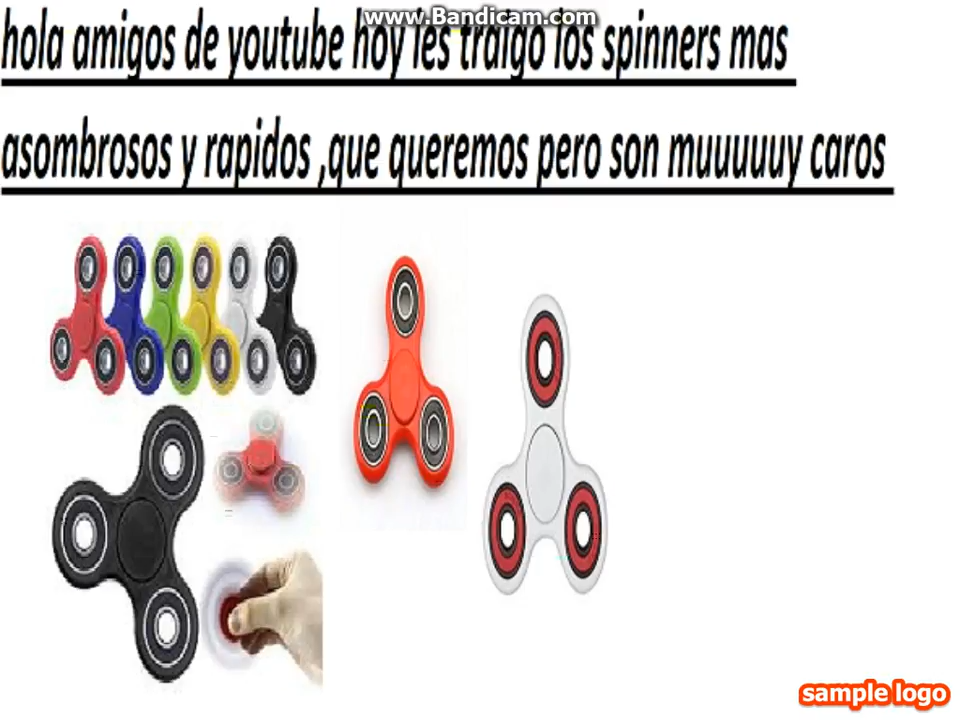 www.Bandicam.com
hola amigos de youtube hoy les traigo los spinners mas
asombrosos y rapidos ,que queremos pero son muuuuuy caros
sample logo